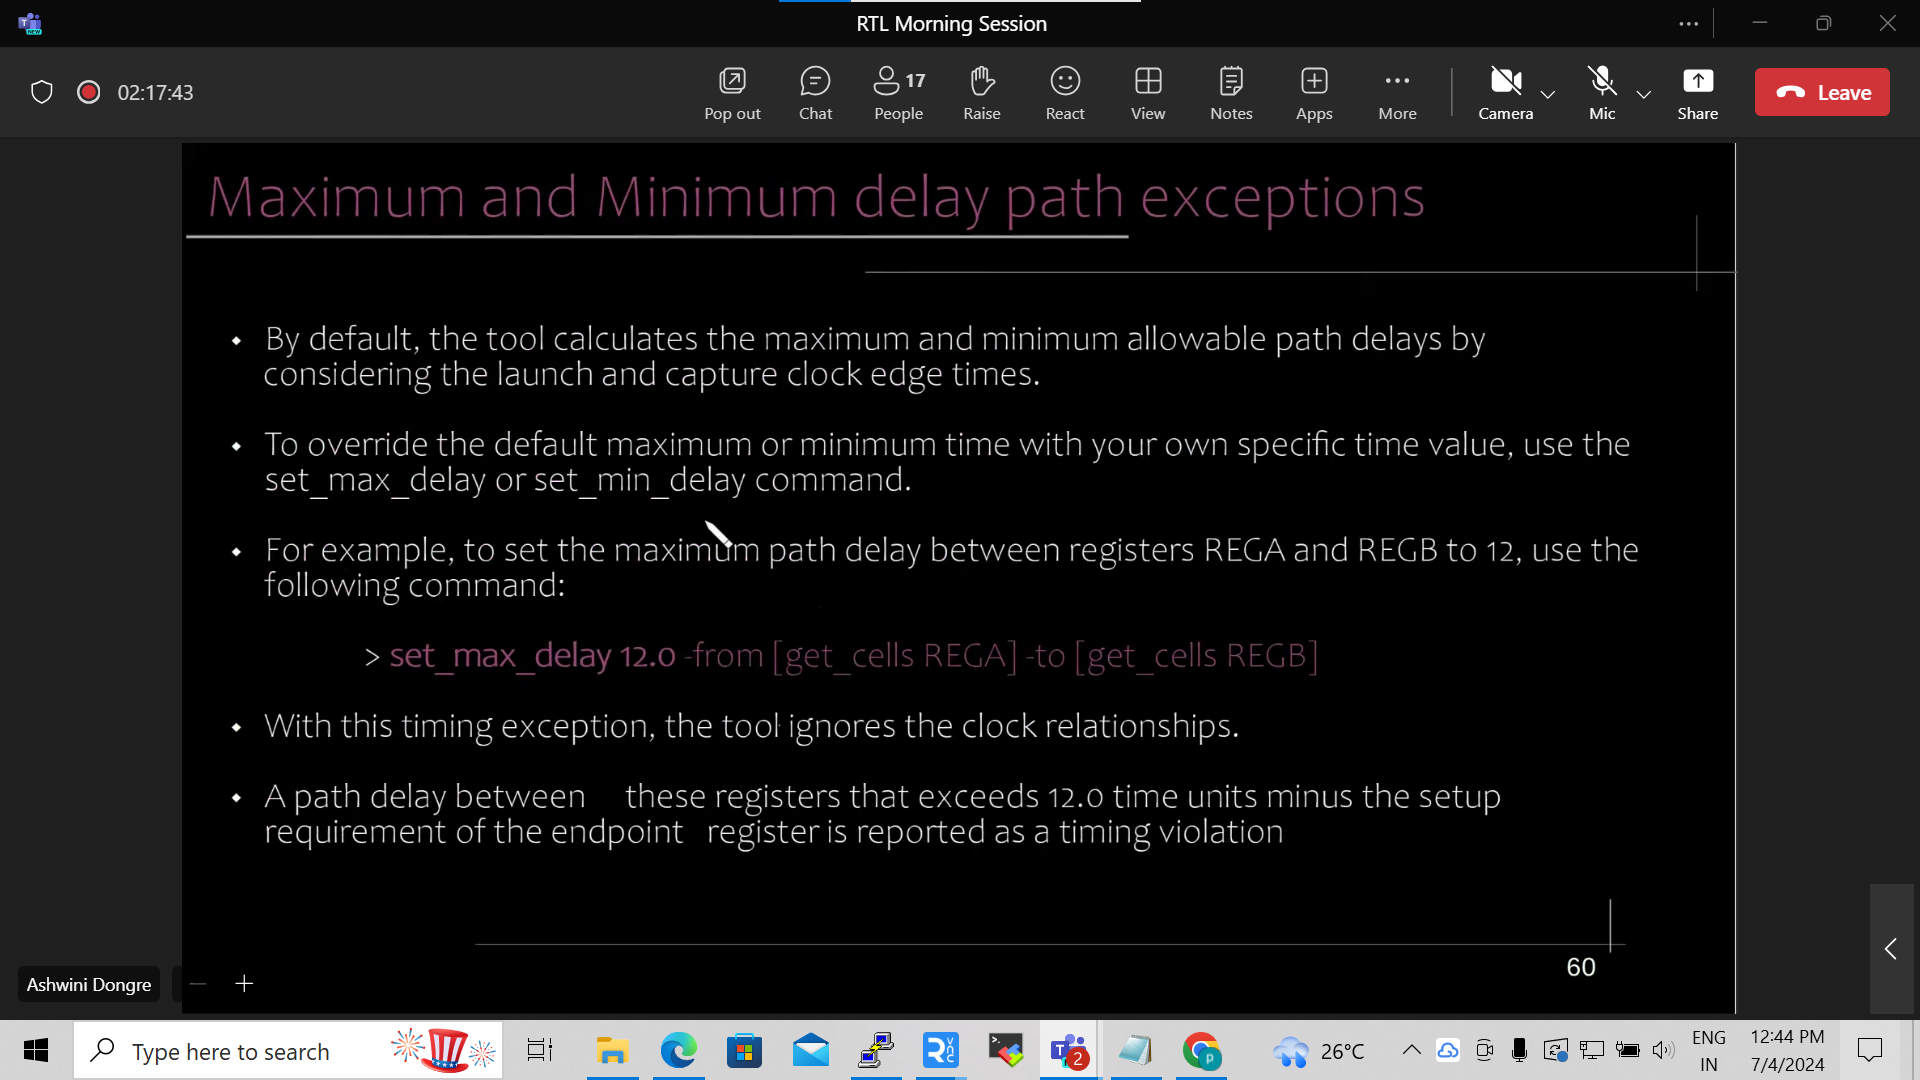 RTL Morning Session
NEW
02:17:43
Pop out
Chat
17
People
Raise
React
View
Notes
Apps
More
Camera
Mic
Share
Leave
Maximum and Minimum delay path exceptions
By default, the tool calculates the maximum and minimum allowable path delays by
considering the launch and capture clock edge times.
To override the default maximum or minimum time with your own specific time value, use the
set_max_delay or set_min_delay command.
For example, to set the maximum path delay between registers REGA and REGB to 12, use the
following command:
> set_max_delay 12.0 -from [get_cells REGA] -to [get_cells REGB]
With this timing exception, the tool ignores the clock relationships.
A path delay between these registers that exceeds 12.0 time units minus the setup
requirement of the endpoint register is reported as a timing violation
60
Ashwini Dongre
Type here to search
2
p
26°C
ENG
IN
12:44 PM
7/4/2024